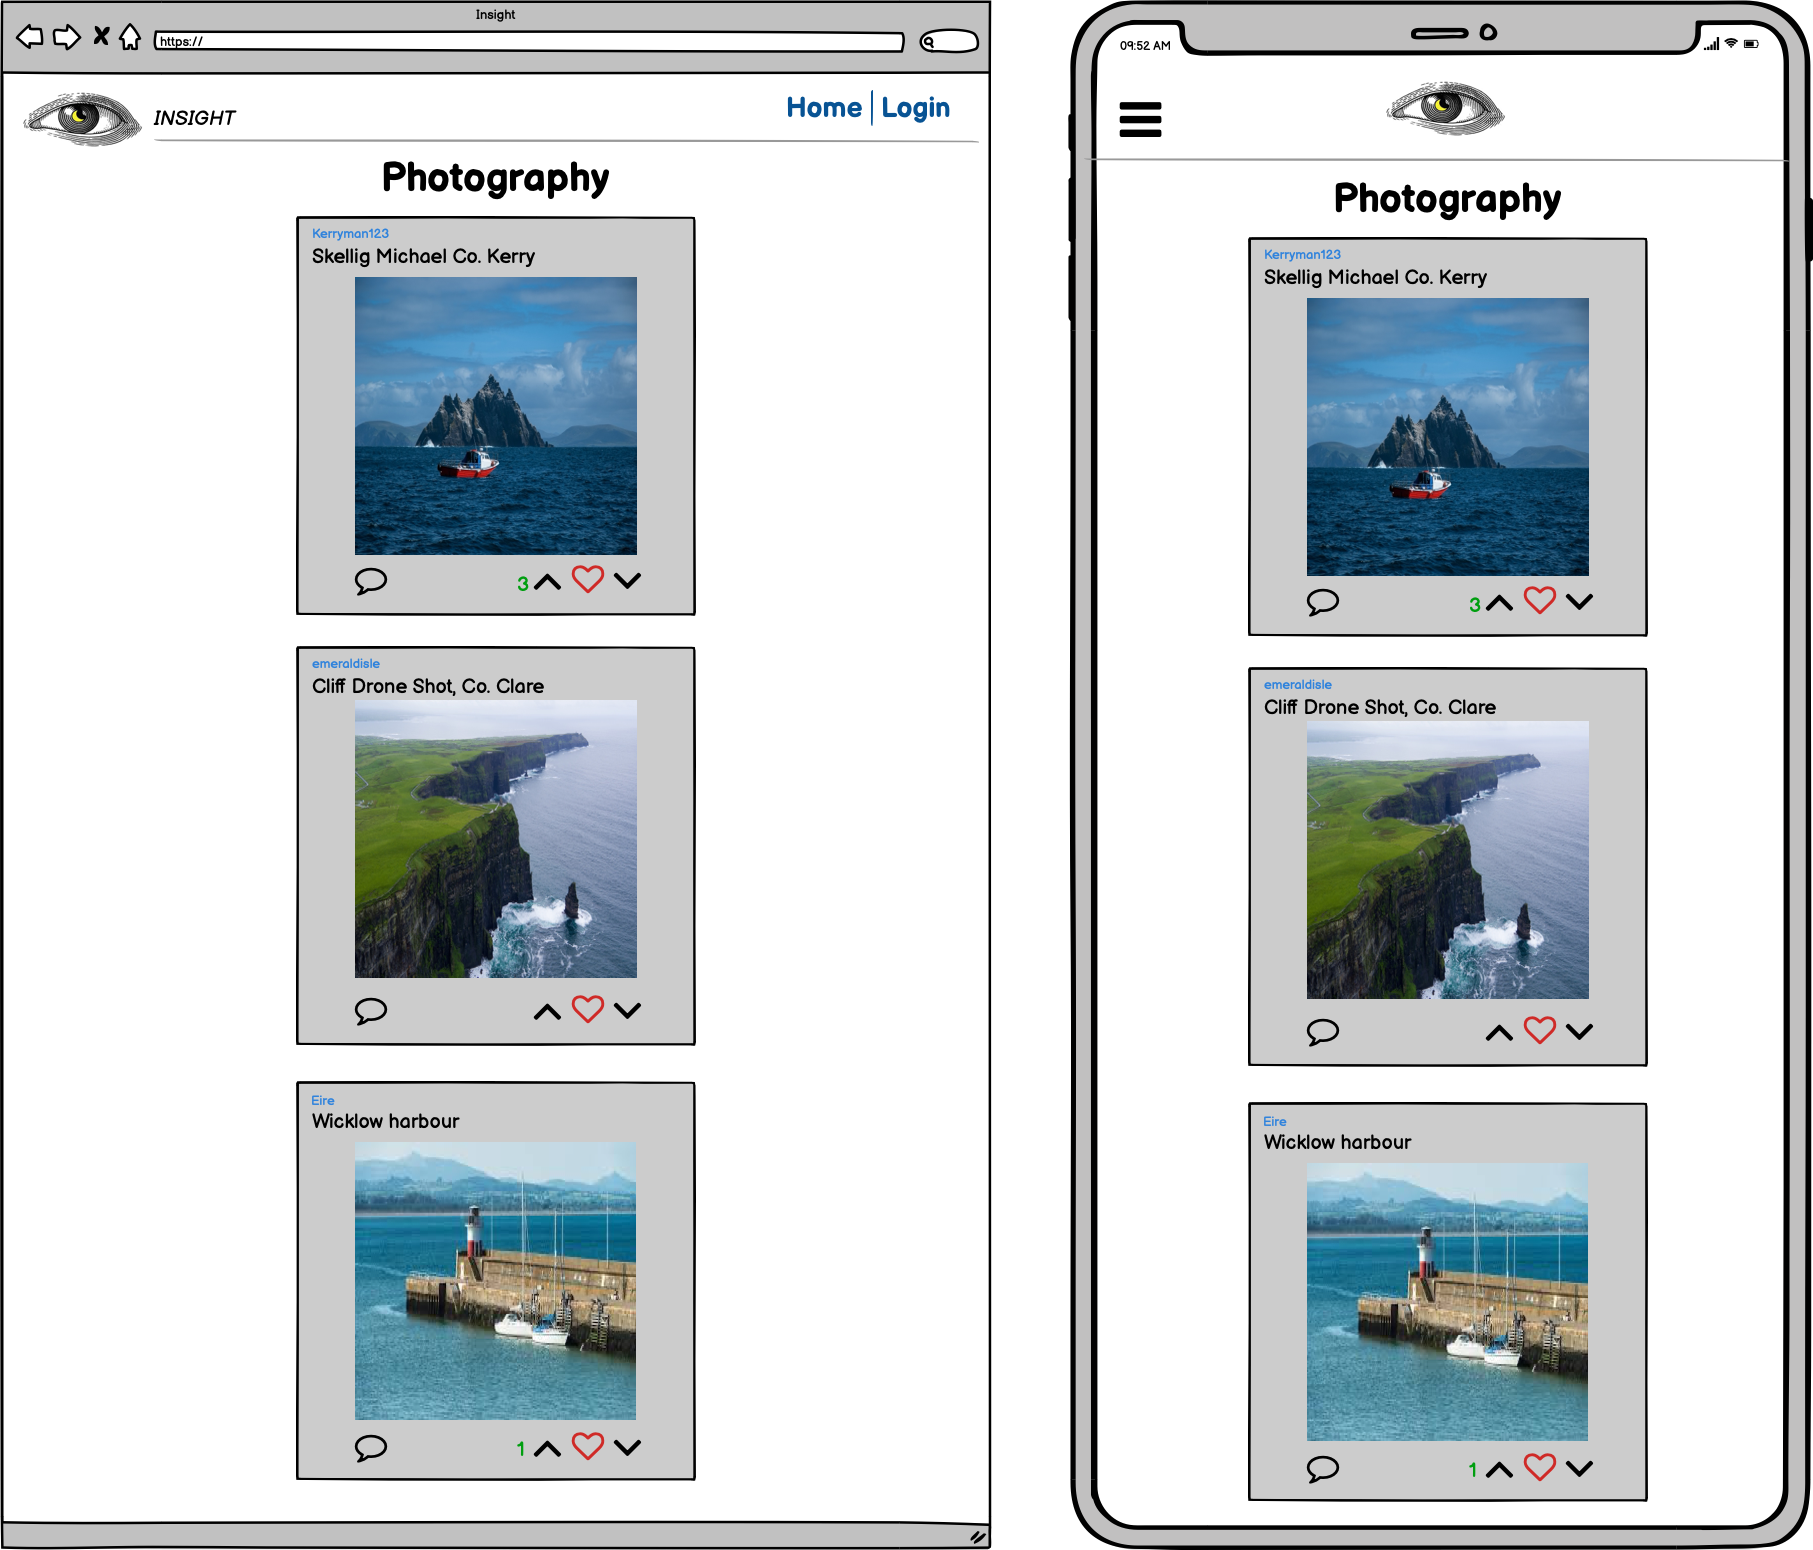 Insight
https://
INSIGHT
Home | Login
Photography
Kerryman123
Skellig Michael Co. Kerry
3
emeraldisle
Cliff Drone Shot, Co. Clare
Eire
Wicklow harbour
1
09:52 AM
Photography
Kerryman123
Skellig Michael Co. Kerry
3
emeraldisle
Cliff Drone Shot, Co. Clare
Eire
Wicklow harbour
1